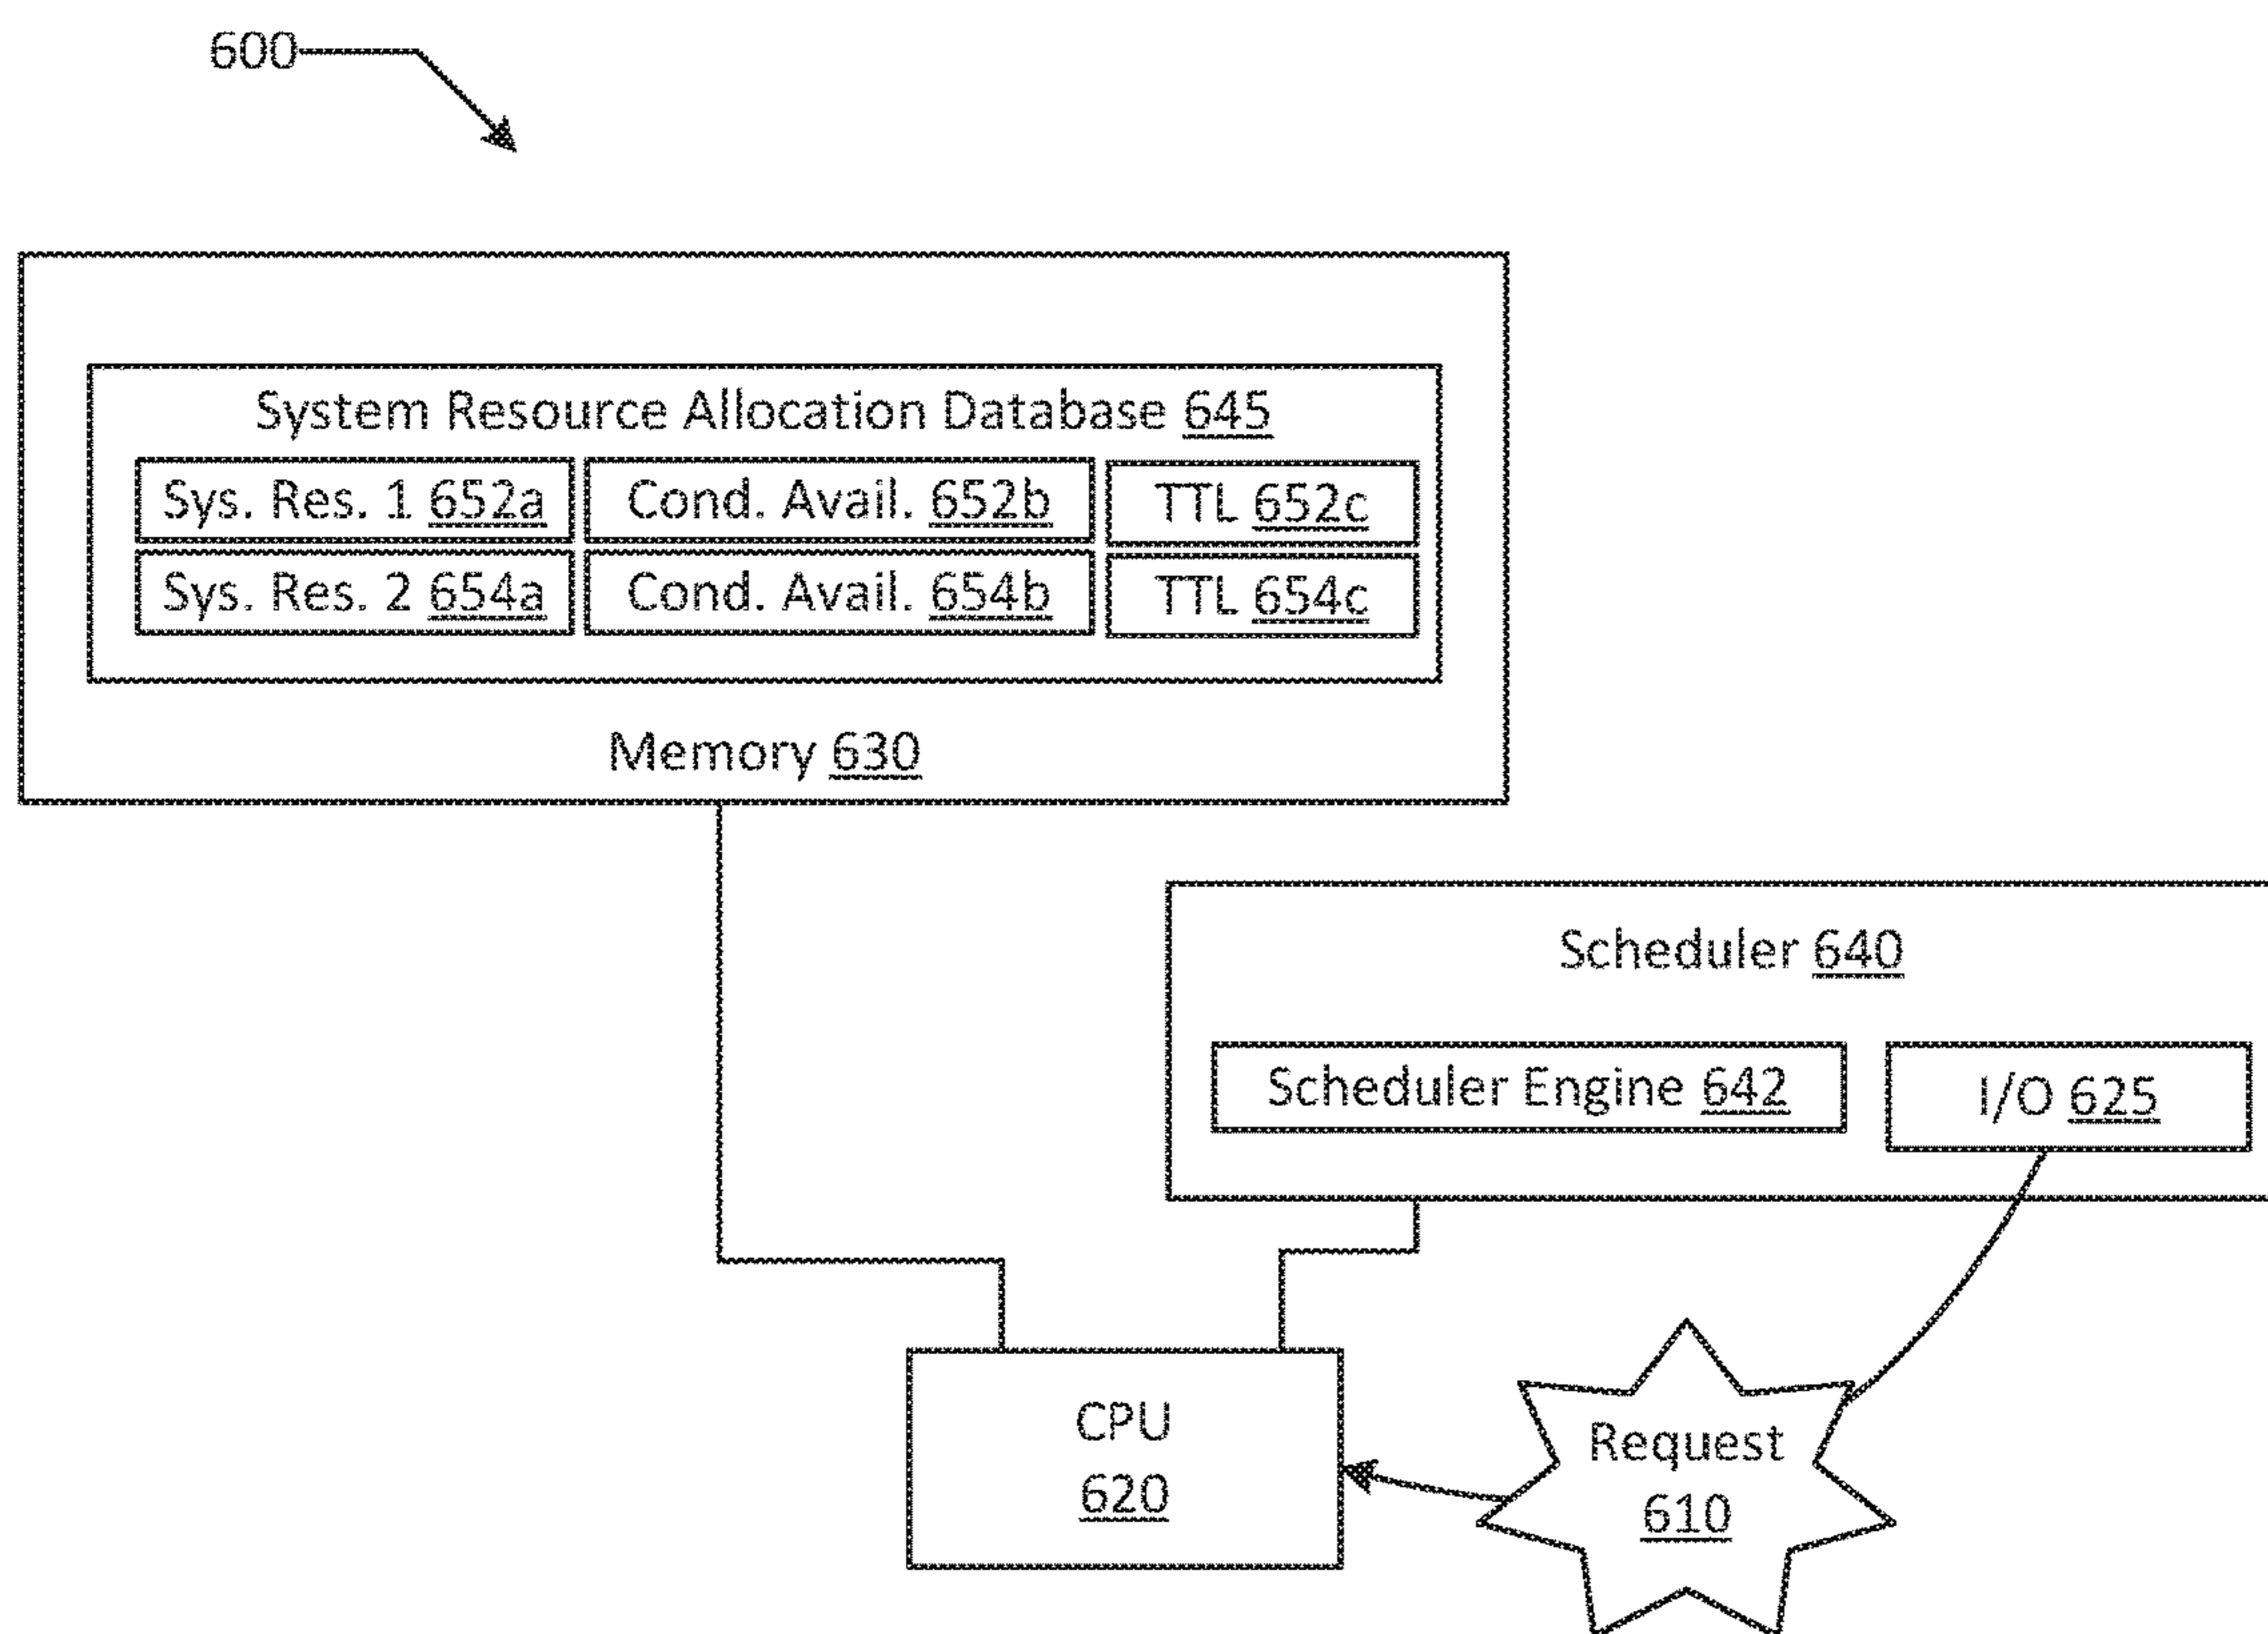 600
System Resource Allocation Database 645
Sys. Res. 1 652a Cond. Avail. 652b TTL 652c
Sys. Res. 2 654a Cond. Avail. 654b TTL 654c
Memory 630
Scheduler 640
Scheduler Engine 642 I/O 625
CPU
620
Request
610